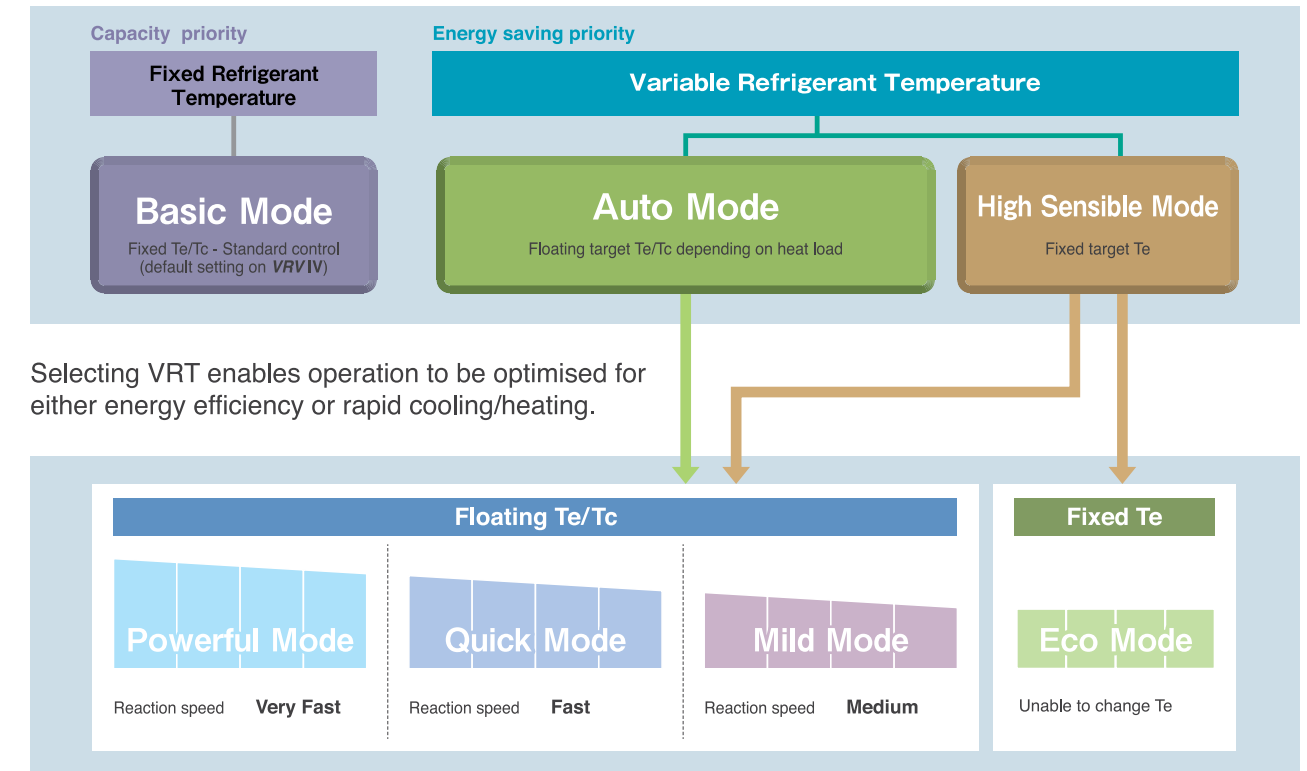 Capacity priority
Energy saving priority
Fixed Refrigerant
Temperature
Variable Refrigerant Temperature
Basic Mode
Fixed Te/Tc - Standard control
(default setting on VRV IV)
Auto Mode
Floating target Te/Tc depending on heat load
High Sensible Mode
Fixed target Te
Selecting VRT enables operation to be optimised for
either energy efficiency or rapid cooling/heating.
Floating Te/Tc
Fixed Te
Powerful Mode
Quick Mode
Mild Mode
Eco Mode
Reaction speed Very Fast
Reaction speed Fast
Reaction speed Medium
Unable to change Te